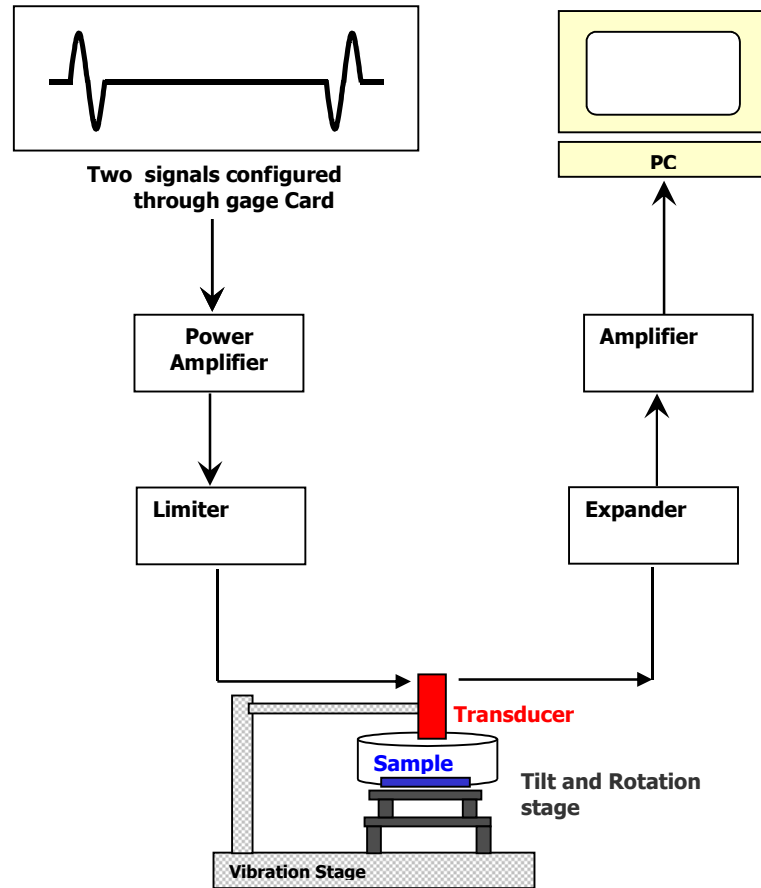 Two signals configured
through gage Card
PC
Power
Amplifier
Amplifier
Limiter
Expander
Transducer
Sample
Tilt and Rotation
stage
Vibration Stage